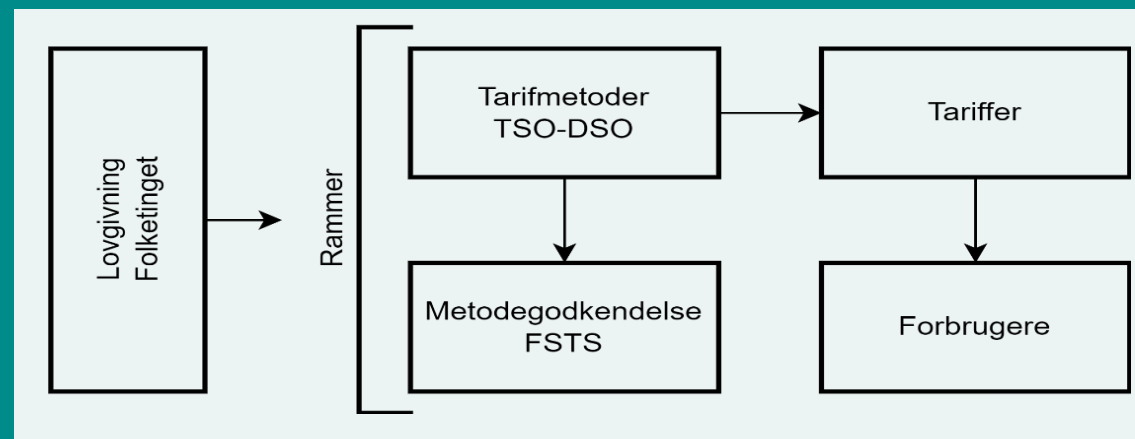 Lovgivning
Folketinget
Rammer
Tarifmetoder
TSO-DSO
Metodegodkendelse
FSTS
Tariffer
Forbrugere